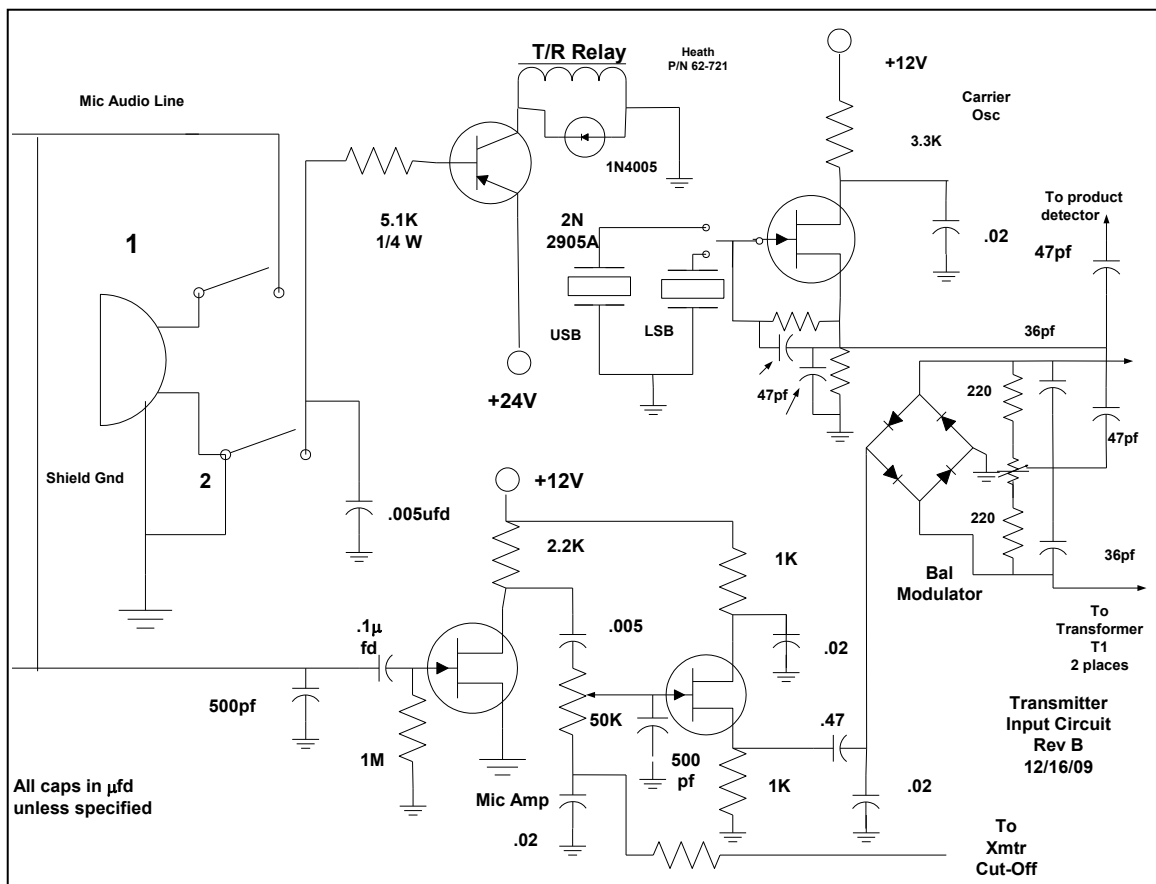 T/R Relay
Heath
P/N 62-721
+12V
Mic Audio Line
Carrier
Osc
3.3K
1N4005
To product
detector
5.1K
1/4 W
2N
2905A
.02
47pf
1
USB
LSB
36pf
+24V
47pf
220
47pf
Shield Gnd
2
+12V
.005ufd
2.2K
220
1K
36pf
Bal
Modulator
.1µ
fd
.005
.02
To
Transformer
T1
2 places
500pf
50K
.47
Transmitter
Input Circuit
Rev B
12/16/09
1M
500
pf
All caps in µfd
unless specified
1K
.02
Mic Amp
.02
To
Xmtr
Cut-Off